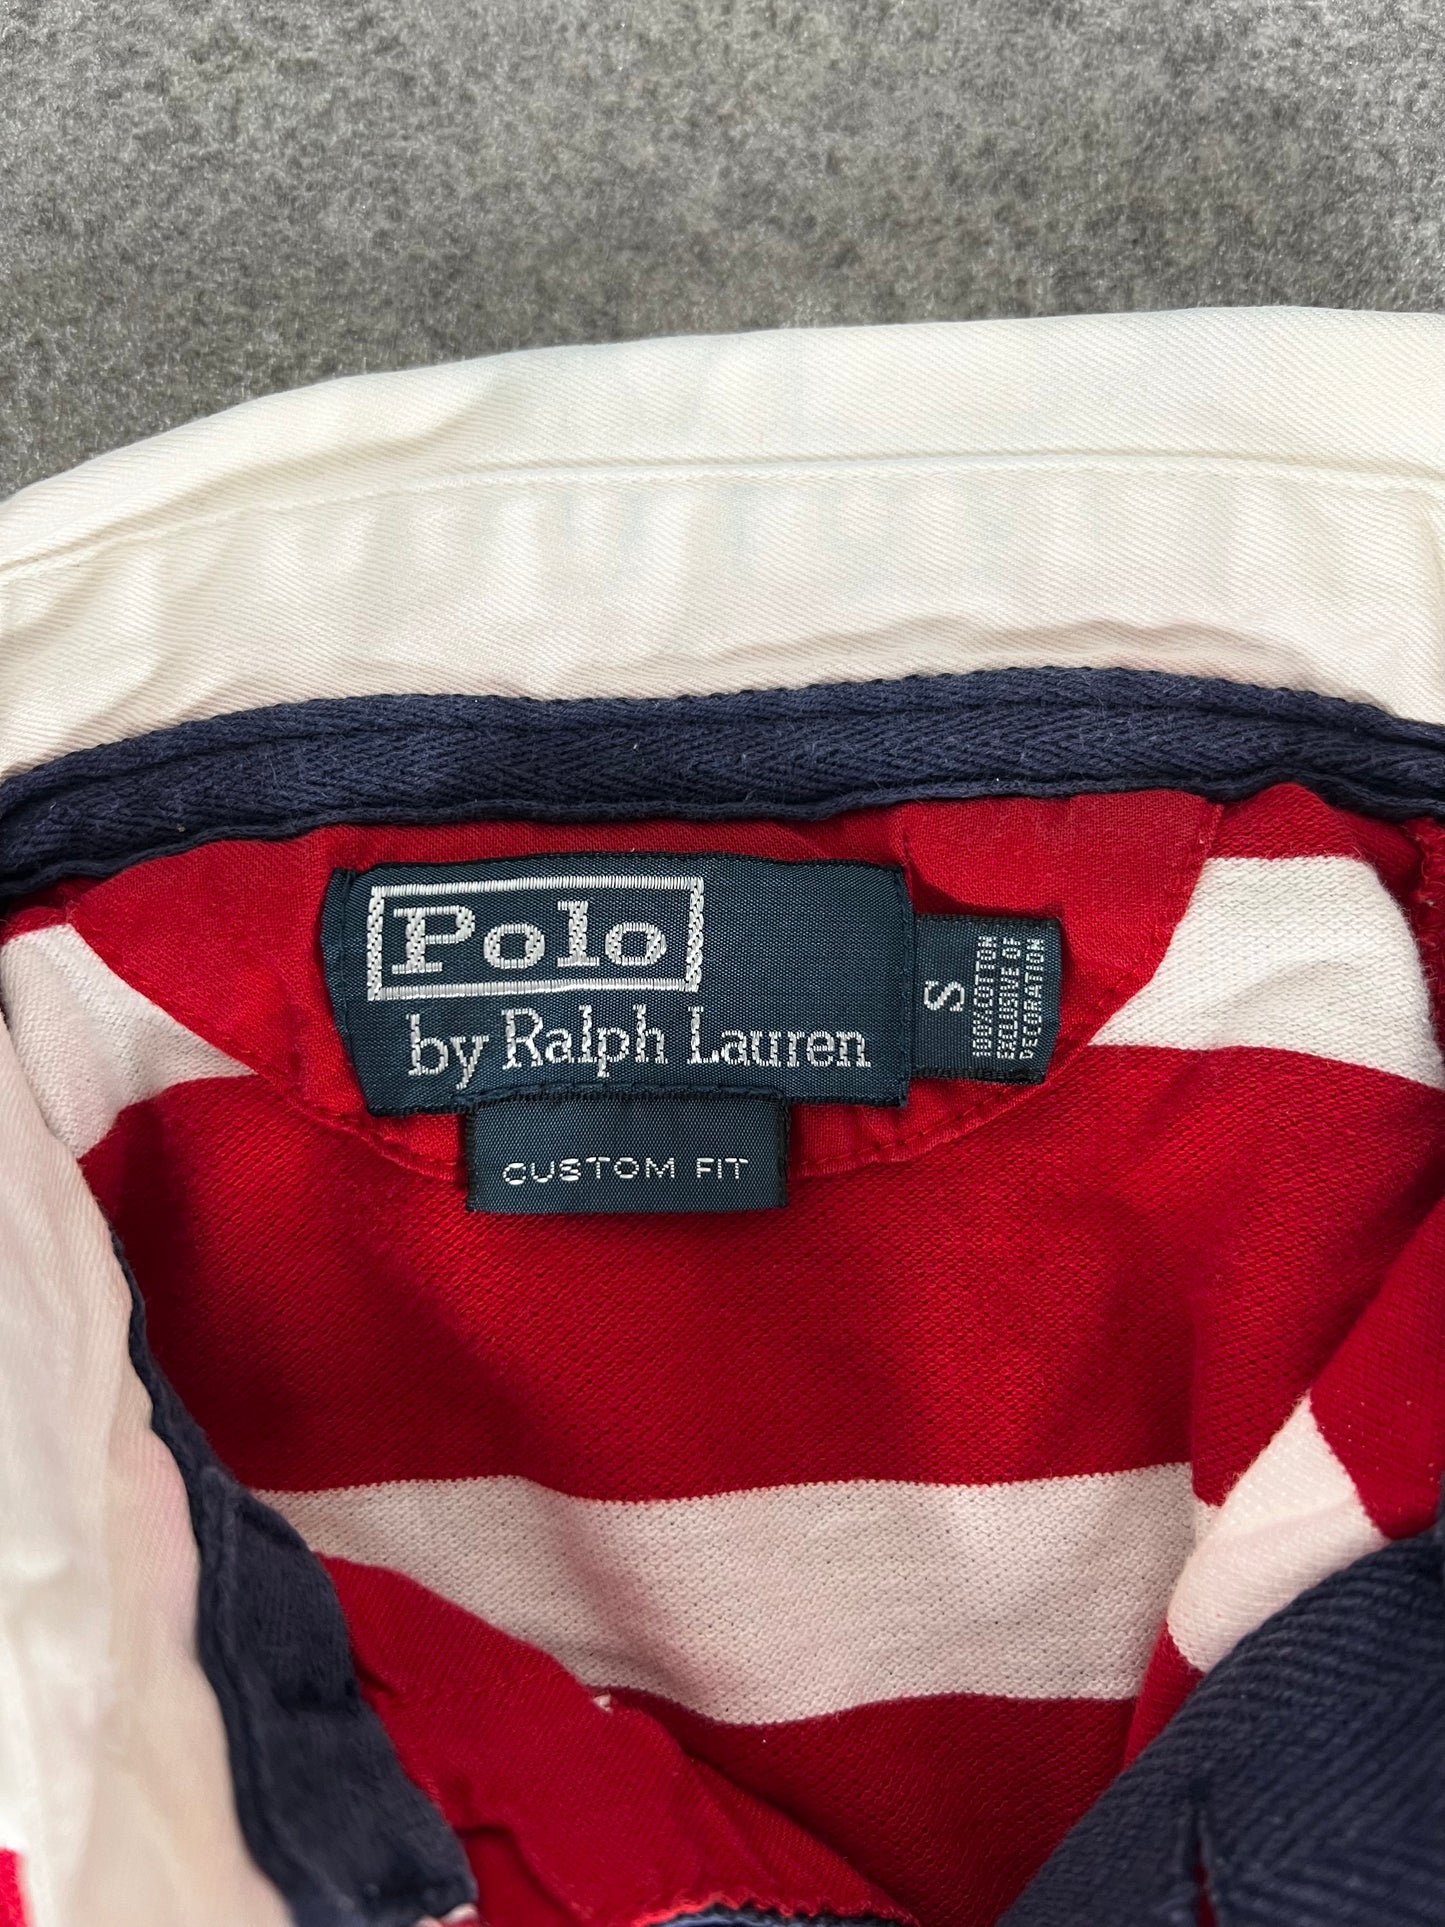 Polo
by Ralph Lauren
S
100% COTTON
EXCLUSIVE OF
DECORATION
CUSTOM FIT